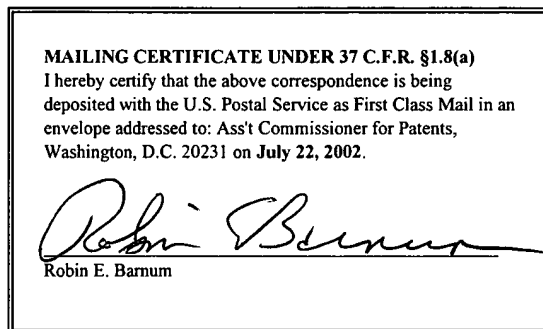 MAILING CERTIFICATE UNDER 37 C.F.R. §1.8(a)
I hereby certify that the above correspondence is being
deposited with the U.S. Postal Service as First Class Mail in an
envelope addressed to: Ass't Commissioner for Patents,
Washington, D.C. 20231 on July 22, 2002.
Robin Barnum
Robin E. Barnum